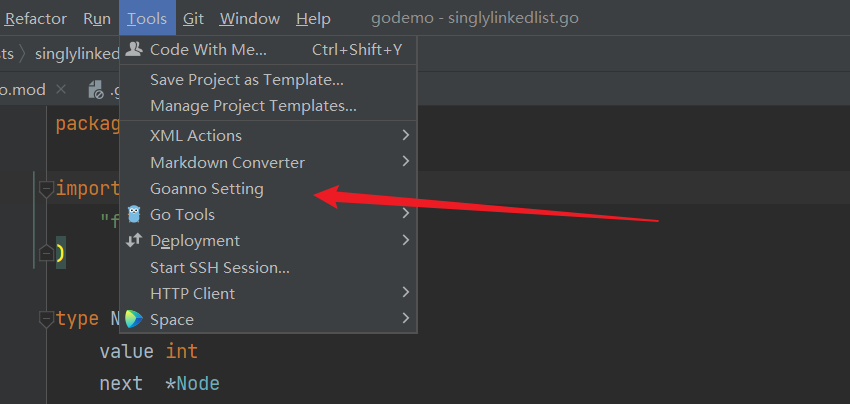 Refactor Run Tools Git Window Help godemo - singlylinkedlist.go
sts singlylinked
Code With Me... Ctrl+Shift+Y
Save Project as Template...
o.mod .g
Manage Project Templates...
packag
XML Actions
Markdown Converter
import Goanno Setting
"f Go Tools
) Deployment
Start SSH Session...
HTTP Client
type N Space
value int
next *Node